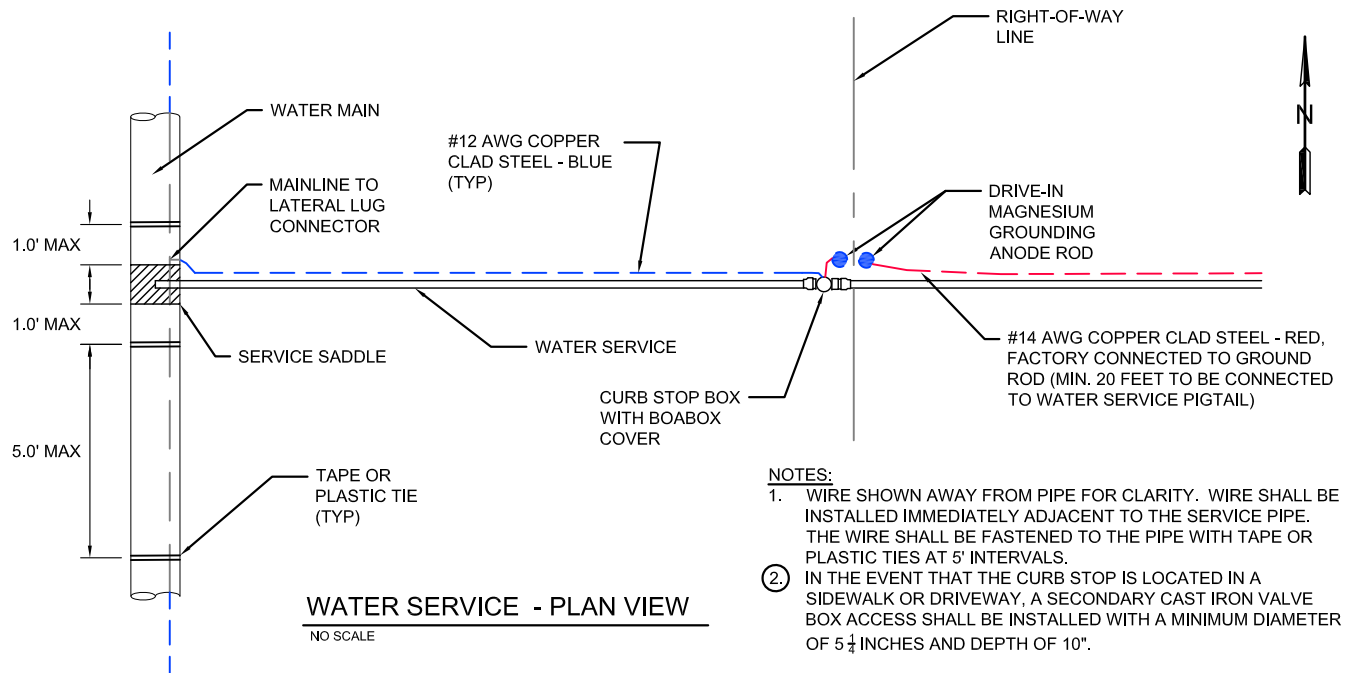 RIGHT-OF-WAY
LINE
N
WATER MAIN
#12 AWG COPPER
CLAD STEEL - BLUE
(TYP)
MAINLINE TO
LATERAL LUG
CONNECTOR
DRIVE-IN
MAGNESIUM
GROUNDING
ANODE ROD
1.0' MAX
1.0' MAX
SERVICE SADDLE
WATER SERVICE
#14 AWG COPPER CLAD STEEL - RED,
FACTORY CONNECTED TO GROUND
ROD (MIN. 20 FEET TO BE CONNECTED
TO WATER SERVICE PIGTAIL)
CURB STOP BOX
WITH BOABOX
COVER
5.0' MAX
TAPE OR
PLASTIC TIE
(TYP)
NOTES:
1. WIRE SHOWN AWAY FROM PIPE FOR CLARITY. WIRE SHALL BE
INSTALLED IMMEDIATELY ADJACENT TO THE SERVICE PIPE.
THE WIRE SHALL BE FASTENED TO THE PIPE WITH TAPE OR
PLASTIC TIES AT 5' INTERVALS.
2. IN THE EVENT THAT THE CURB STOP IS LOCATED IN A
SIDEWALK OR DRIVEWAY, A SECONDARY CAST IRON VALVE
BOX ACCESS SHALL BE INSTALLED WITH A MINIMUM DIAMETER
OF 5 1/4 INCHES AND DEPTH OF 10".
WATER SERVICE - PLAN VIEW
NO SCALE